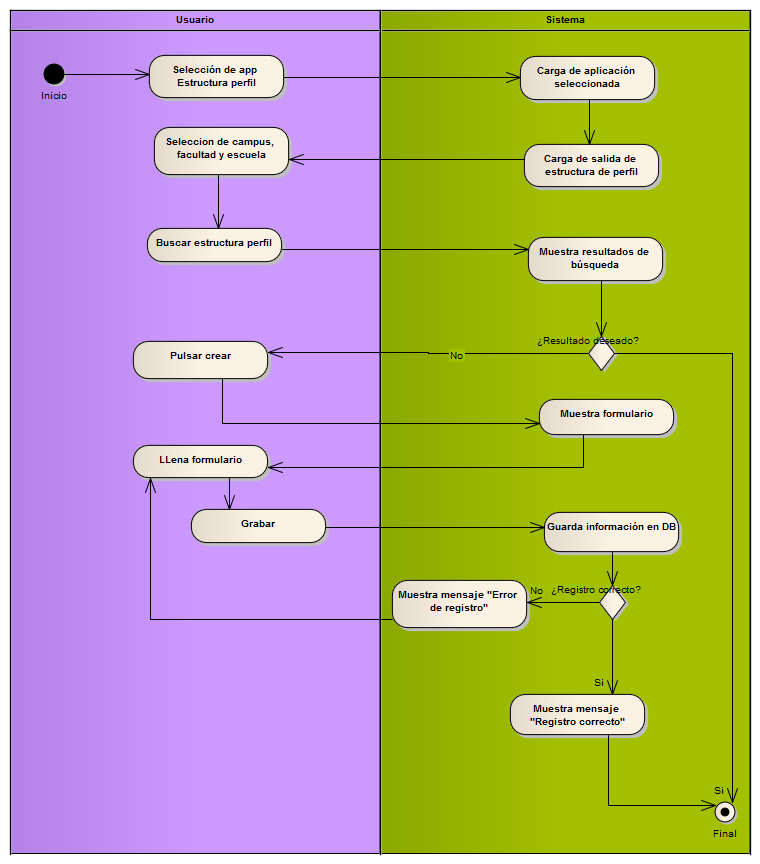 Usuario
Sistema
Inicio
Selección de app
Estructura perfil
Carga de aplicación
seleccionada
Seleccion de campus,
facultad y escuela
Carga de salida de
estructura de perfil
Buscar estructura perfil
Muestra resultados de
búsqueda
¿Resultado deseado?
No
Pulsar crear
Muestra formulario
LLena formulario
Grabar
Guarda información en DB
¿Registro correcto?
No
Muestra mensaje "Error
de registro"
Si
Muestra mensaje
"Registro correcto"
Si
Final